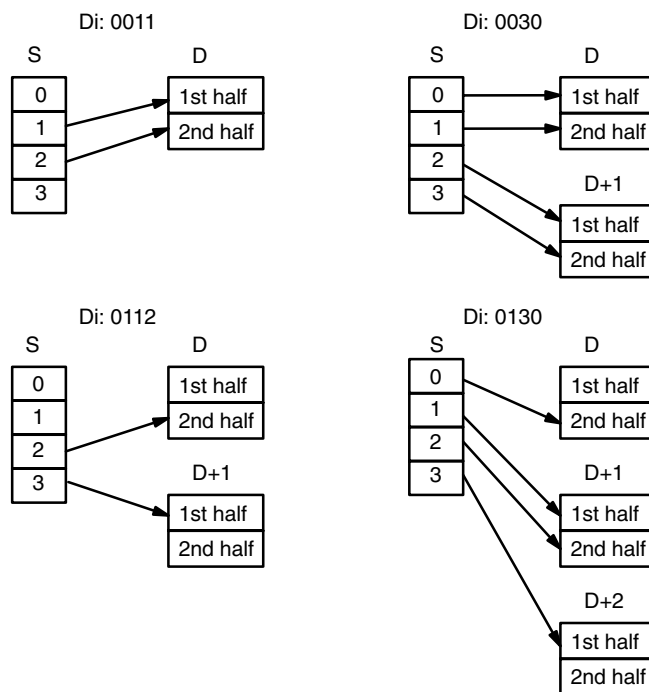 Di: 0011
S
D
0
1
2
3
1st half
2nd half
Di: 0030
S
D
0
1
2
3
1st half
2nd half
D+1
1st half
2nd half
Di: 0112
S
D
0
1
2
3
1st half
2nd half
D+1
1st half
2nd half
Di: 0130
S
D
0
1
2
3
1st half
2nd half
D+1
1st half
2nd half
D+2
1st half
2nd half